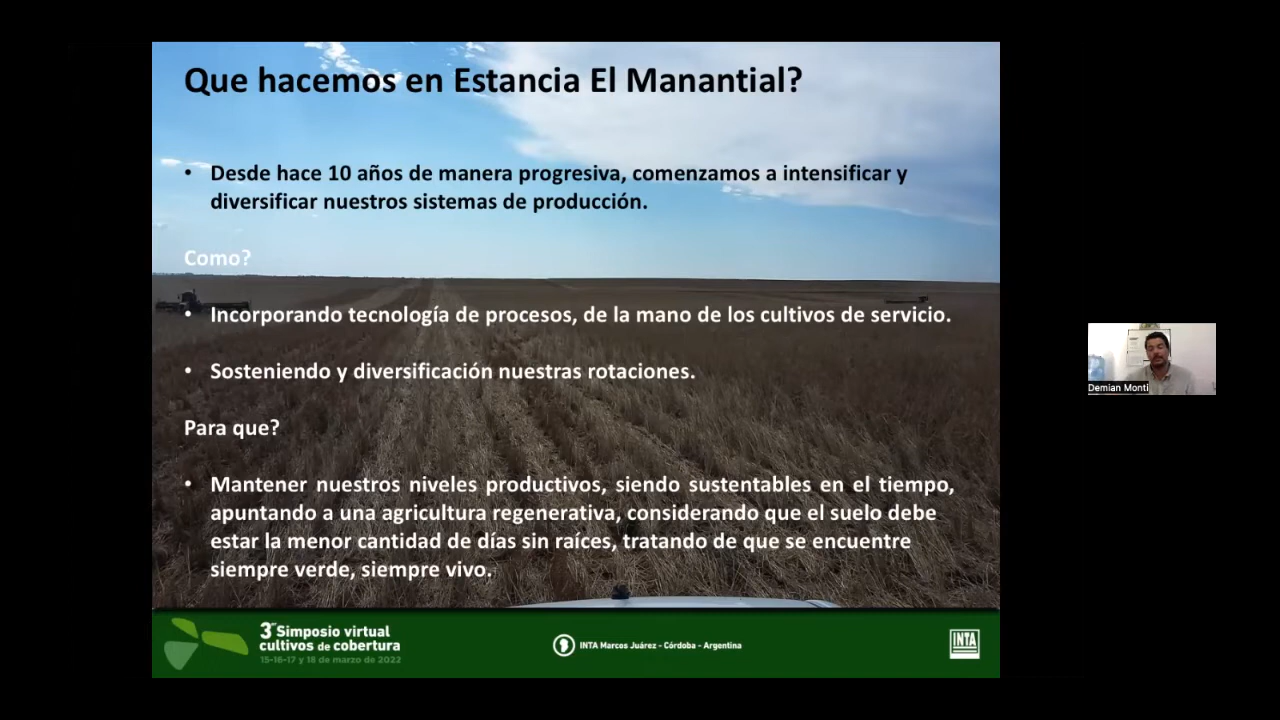 Que hacemos en Estancia El Manantial?
• Desde hace 10 años de manera progresiva, comenzamos a intensificar y
diversificar nuestros sistemas de producción.
Como?
• Incorporando tecnología de procesos, de la mano de los cultivos de servicio.
• Sosteniendo y diversificación nuestras rotaciones.
Para que?
• Mantener nuestros niveles productivos, siendo sustentables en el tiempo,
apuntando a una agricultura regenerativa, considerando que el suelo debe
estar la menor cantidad de días sin raíces, tratando de que se encuentre
siempre verde, siempre vivo.
Demian Monti
3er Simposio virtual
cultivos de cobertura
15-16-17 y 18 de marzo de 2022
INTA Marcos Juárez - Córdoba - Argentina
INTA